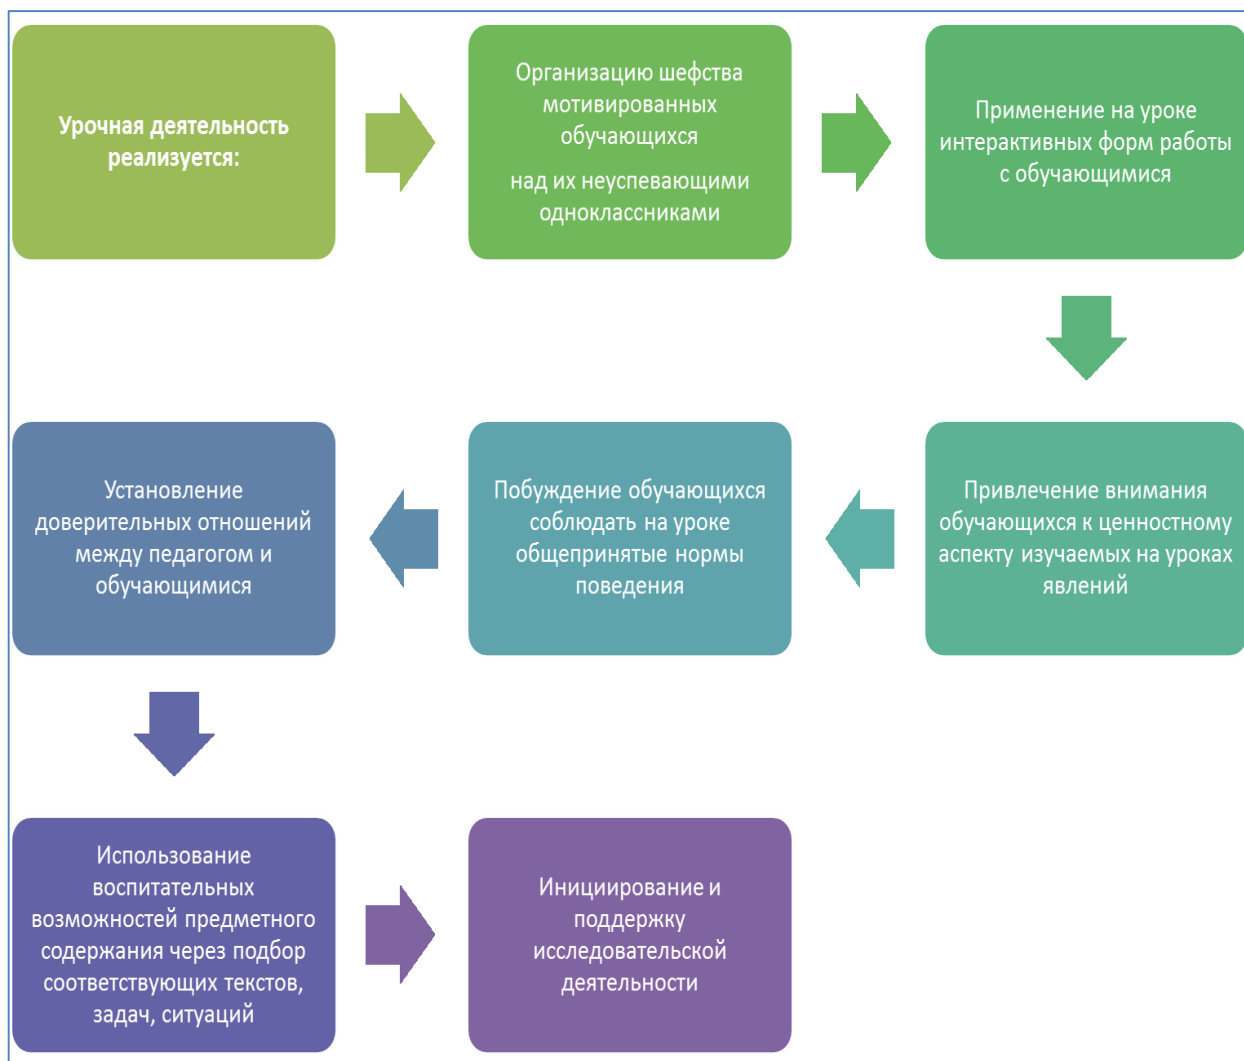 Урочная деятельность
реализуется:
Организацию шефства
мотивированных
обучающихся
над их неуспевающими
одноклассниками
Применение на уроке
интерактивных форм работы
с обучающимися
Привлечение внимания
обучающихся к ценностному
аспекту изучаемых на уроках
явлений
Побуждение обучающихся
соблюдать на уроке
общепринятые нормы
поведения
Установление
доверительных отношений
между педагогом и
обучающимися
Использование
воспитательных
возможностей предметного
содержания через подбор
соответствующих текстов,
задач, ситуаций
Инициирование и
поддержку
исследовательской
деятельности